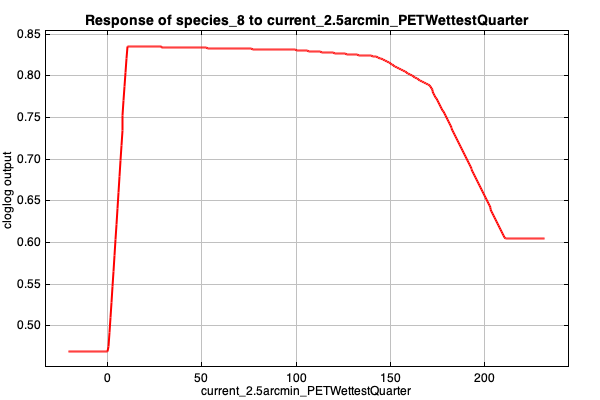 Response of species_8 to current_2.5arcmin_PETWettestQuarter
0.85
0.80
0.75
0.70
0.65
0.60
0.55
0.50
cloglog output
0 50 100 150 200
current_2.5arcmin_PETWettestQuarter